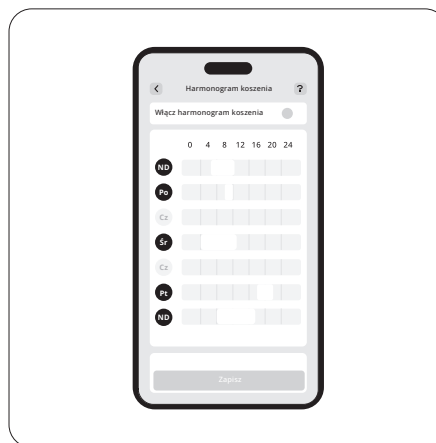 Harmonogram koszenia ?
Włącz harmonogram koszenia
0 4 8 12 16 20 24
ND
Po
Cz
Śr
Cz
Pt
ND
Zapisz